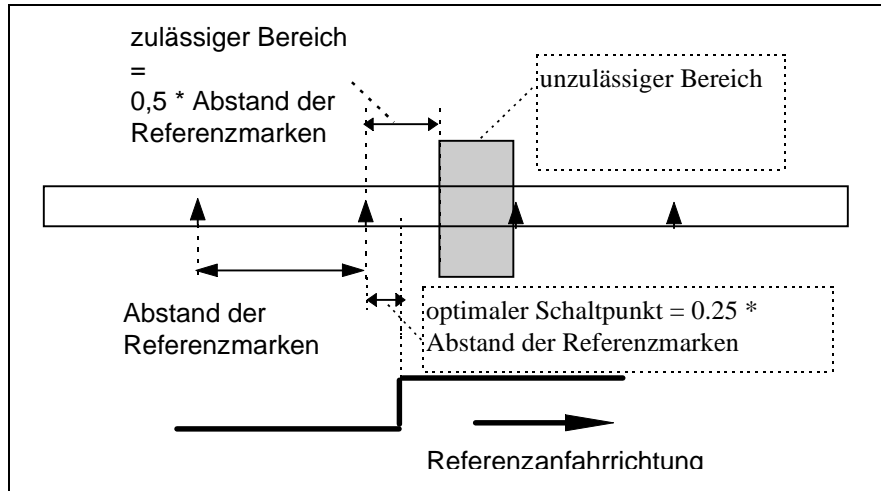 zulässiger Bereich
=
0,5 * Abstand der
Referenzmarken
unzulässiger Bereich
Abstand der
Referenzmarken
optimaler Schaltpunkt = 0.25 *
Abstand der Referenzmarken
Referenzanfahrrichtung